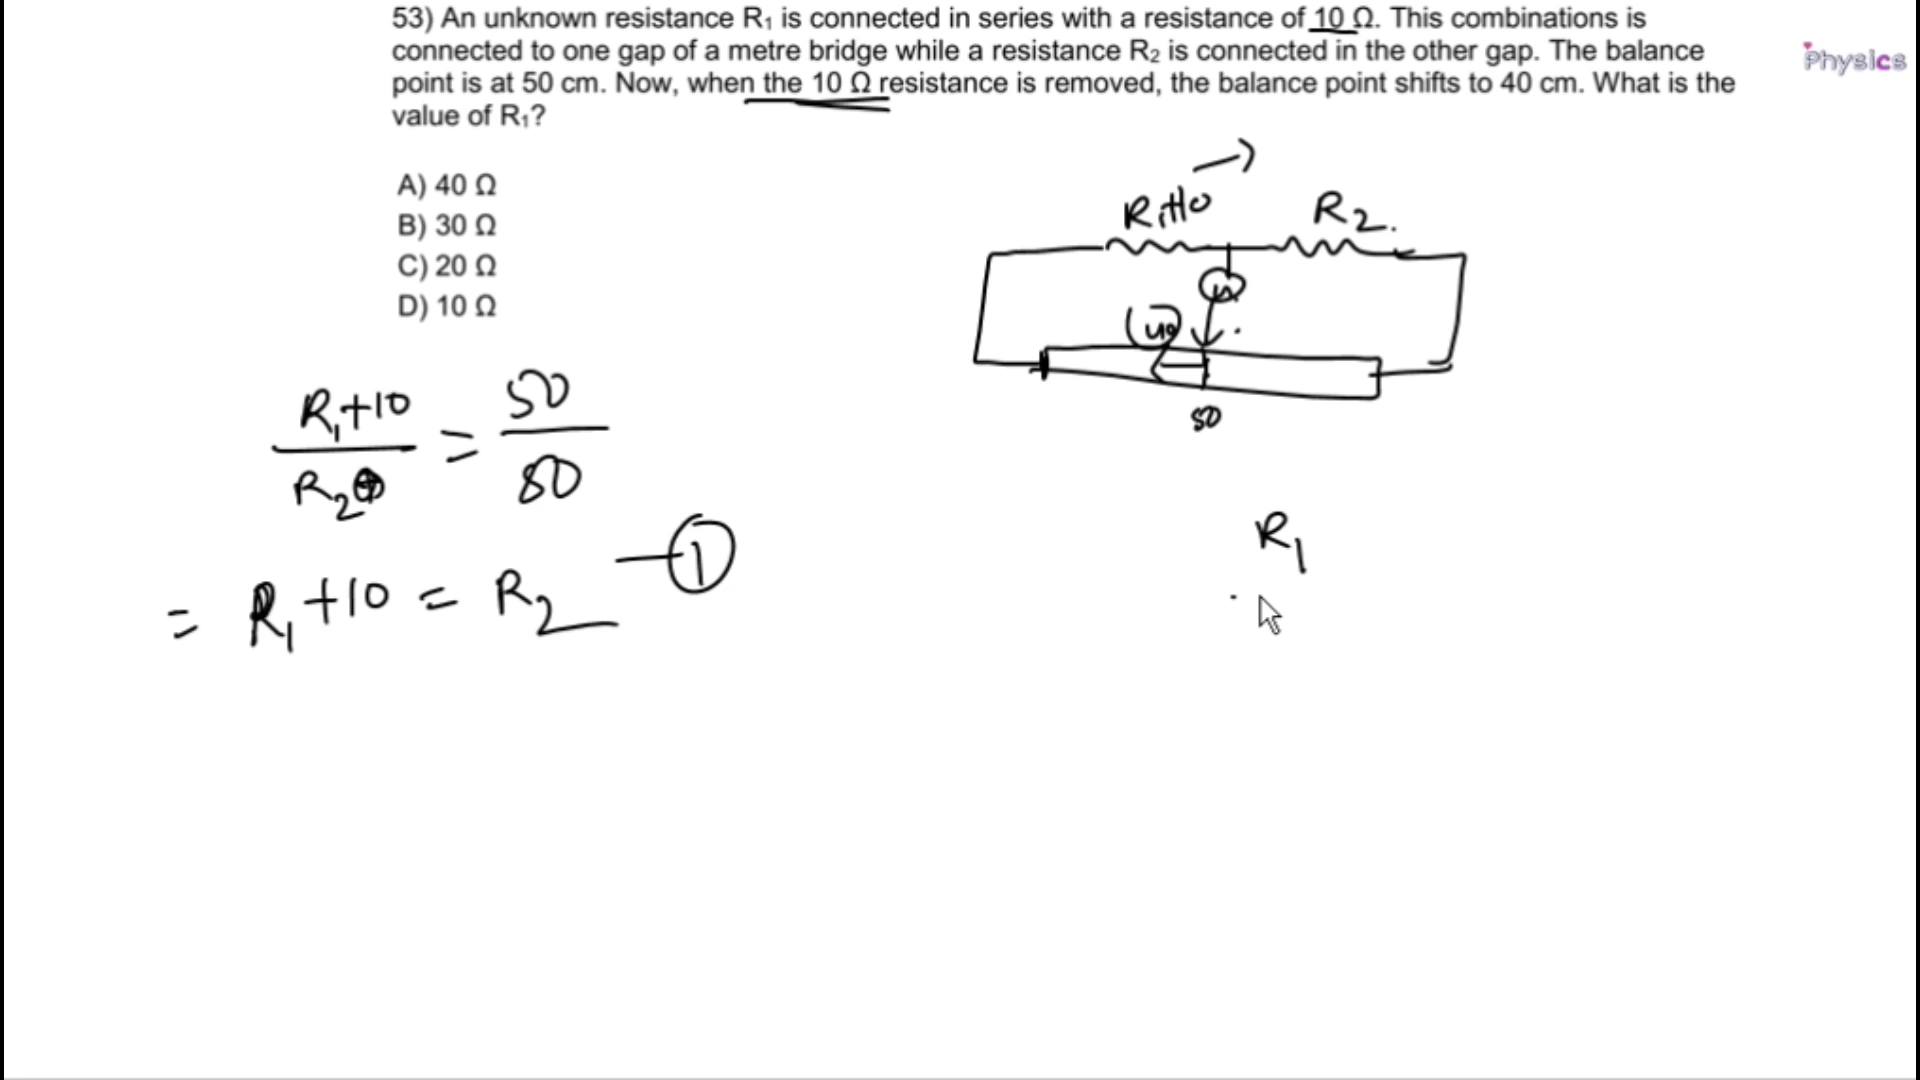 53) An unknown resistance R₁ is connected in series with a resistance of 10 Ω. This combinations is
connected to one gap of a metre bridge while a resistance R₂ is connected in the other gap. The balance
point is at 50 cm. Now, when the 10 Ω resistance is removed, the balance point shifts to 40 cm. What is the
value of R₁?
Physics
A) 40 Ω
B) 30 Ω
C) 20 Ω
D) 10 Ω
R₁+10 R₂.
(40)
50
R₁+10 = 50
R₂ 50
= R₁+10 = R₂ —①
R₁